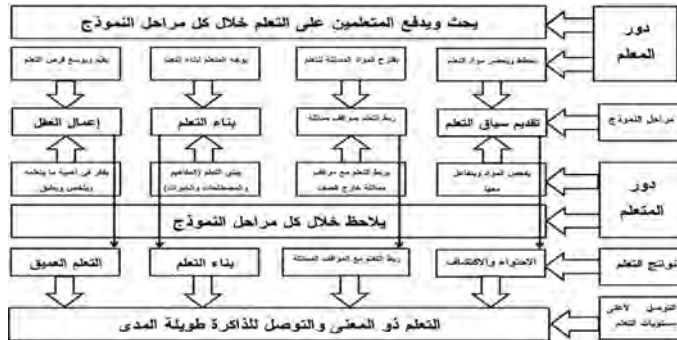 دور
المعلم
يحث ويدفع المتعلمين على التعلم خلال كل مراحل النموذج
يخطط ويحضر مواد التعلم
يقترح المواد المماثلة للتعلم
يوجه المتعلم لبناء التعلم
يقيم ويوسع فرص التعلم
مراحل النموذج
تقديم سياق التعلم
ربط التعلم بمواقف مماثلة
بناء التعلم
إعمال العقل
دور
المتعلم
يفحص المواد ويتفاعل
معها
يربط التعلم مع مواقف
مماثلة خارج الصف
يبني التعلم (المفاهيم
والمصطلحات والخبرات)
يفكر في أهمية ما يتعلمه
ويلخص ويطبق
يلاحظ خلال كل مراحل النموذج
نواتج التعلم
الاحتواء والاكتشاف
ربط التعلم مع المواقف المماثلة
بناء التعلم
التعلم العميق
التوصل لأعلى
مستويات التعلم
التعلم ذو المعنى والتوصل للذاكرة طويلة المدى